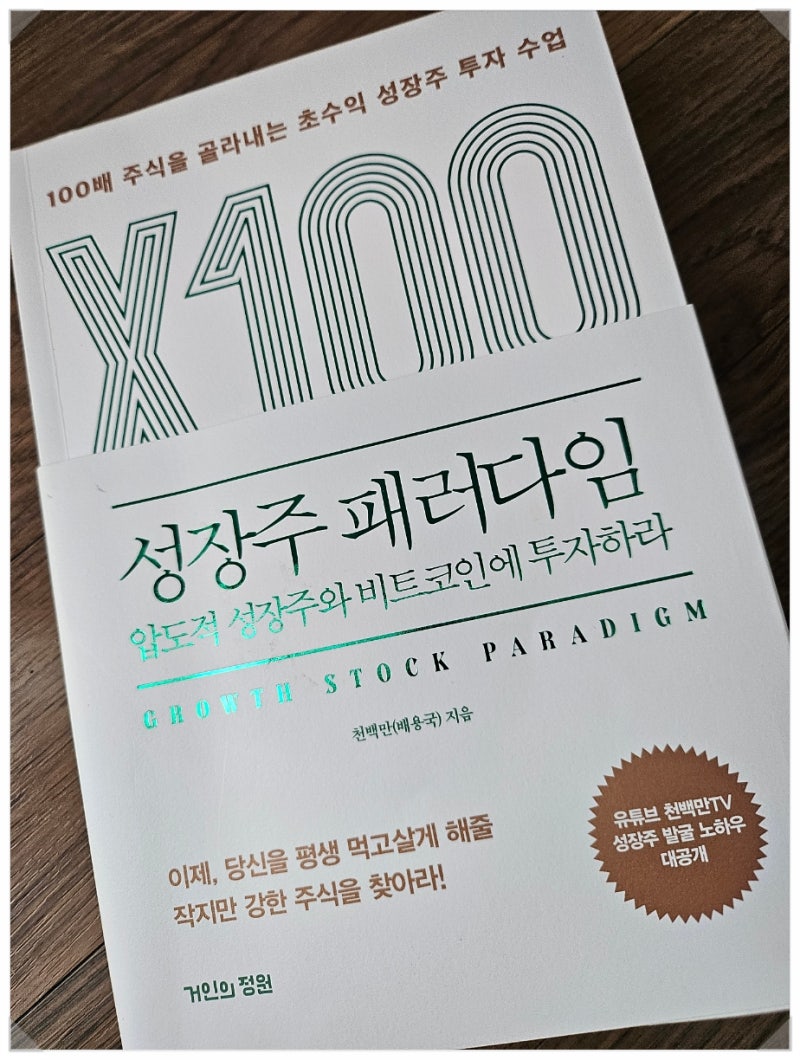 100배 주식을 골라내는 초수익 성장주 투자 수업
X100
성장주 패러다임
압도적 성장주와 비트코인에 투자하라
GROWTH STOCK PARADIGM
천백만(배용국) 지음
이제, 당신을 평생 먹고살게 해줄
작지만 강한 주식을 찾아라!
유튜브 천백만TV
성장주 발굴 노하우
대공개
거인의 정원